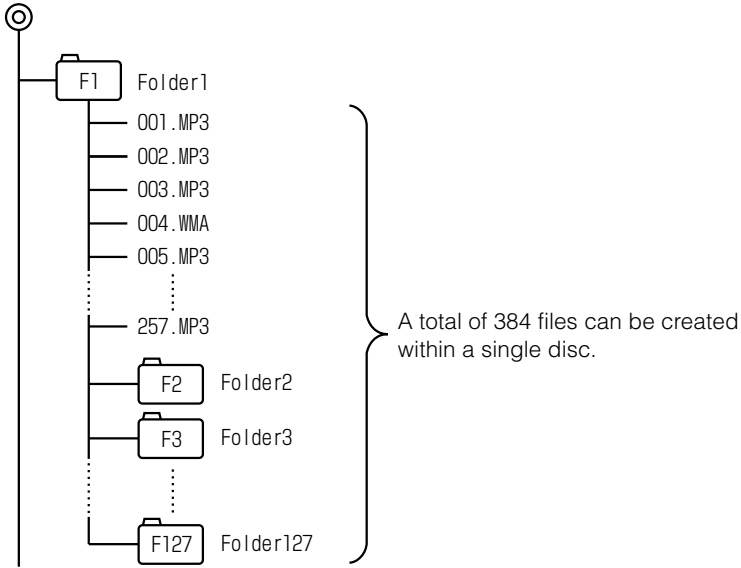 F1 Folder1
001.MP3
002.MP3
003.MP3
004.WMA
005.MP3
257.MP3
A total of 384 files can be created
within a single disc.
F2 Folder2
F3 Folder3
F127 Folder127